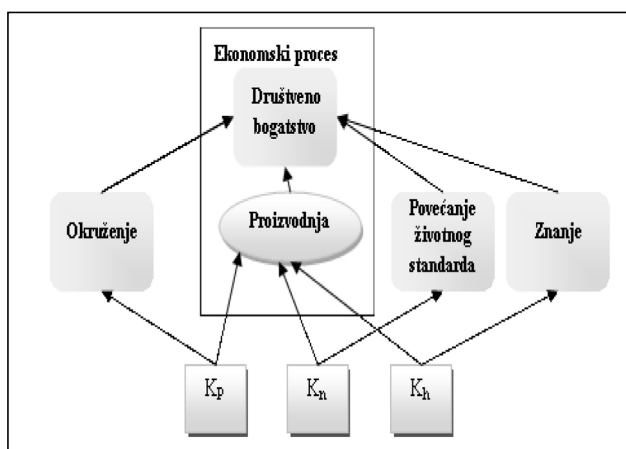 Ekonomski proces
Društveno
bogatstvo
Okruženje
Proizvodnja
Povećanje
životnog
standarda
Znanje
Kp
Kn
Kh